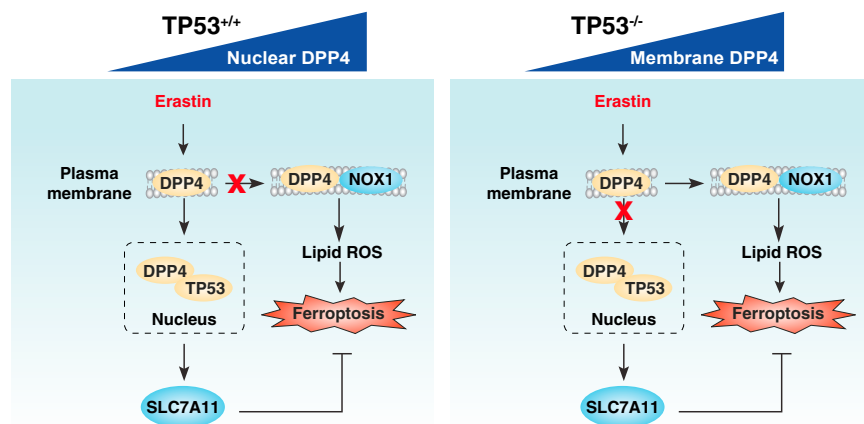 TP53+/+
Nuclear DPP4
Erastin
Plasma
membrane
DPP4
X
DPP4
NOX1
Lipid ROS
DPP4
TP53
Nucleus
Ferroptosis
SLC7A11
TP53-/-
Membrane DPP4
Erastin
Plasma
membrane
DPP4
X
DPP4
NOX1
Lipid ROS
DPP4
TP53
Nucleus
Ferroptosis
SLC7A11